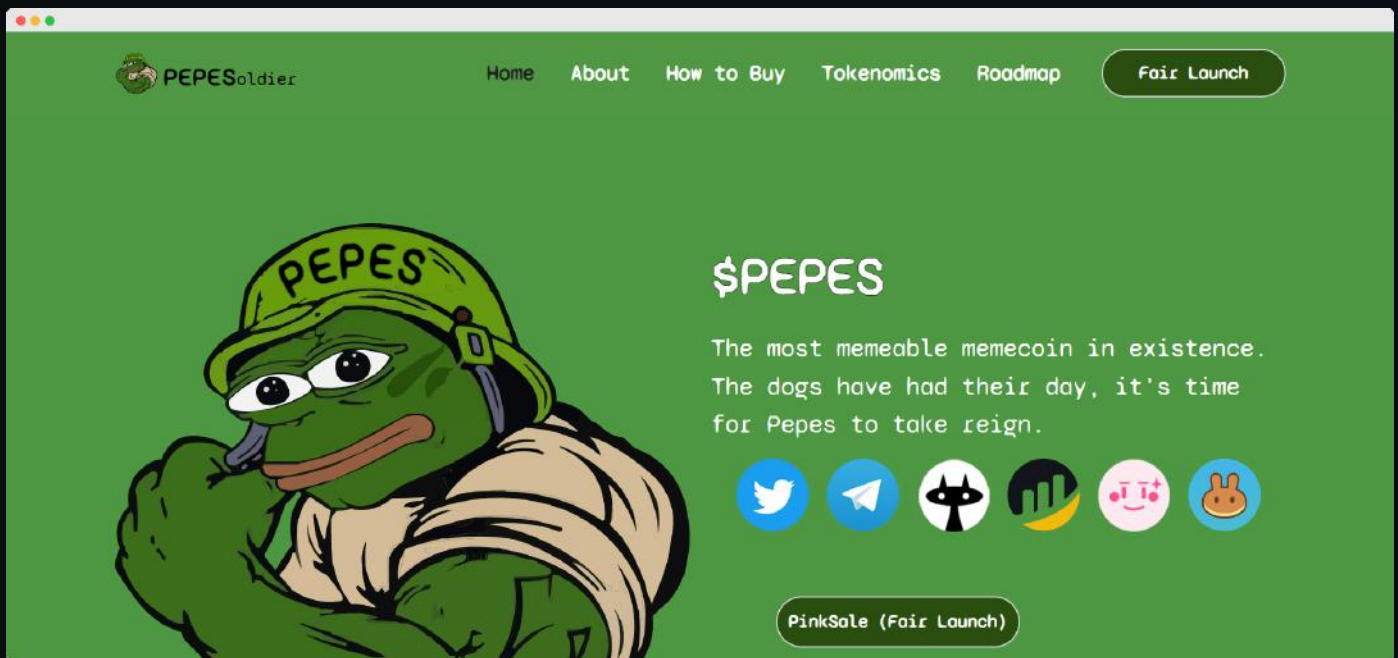 PEPESoldier
Home
About
How to Buy
Tokenomics
Roadmap
Fair Launch
PEPES
$PEPES
The most memeable memecoin in existence.
The dogs have had their day, it's time
for Pepes to take reign.
PinkSale (Fair Launch)